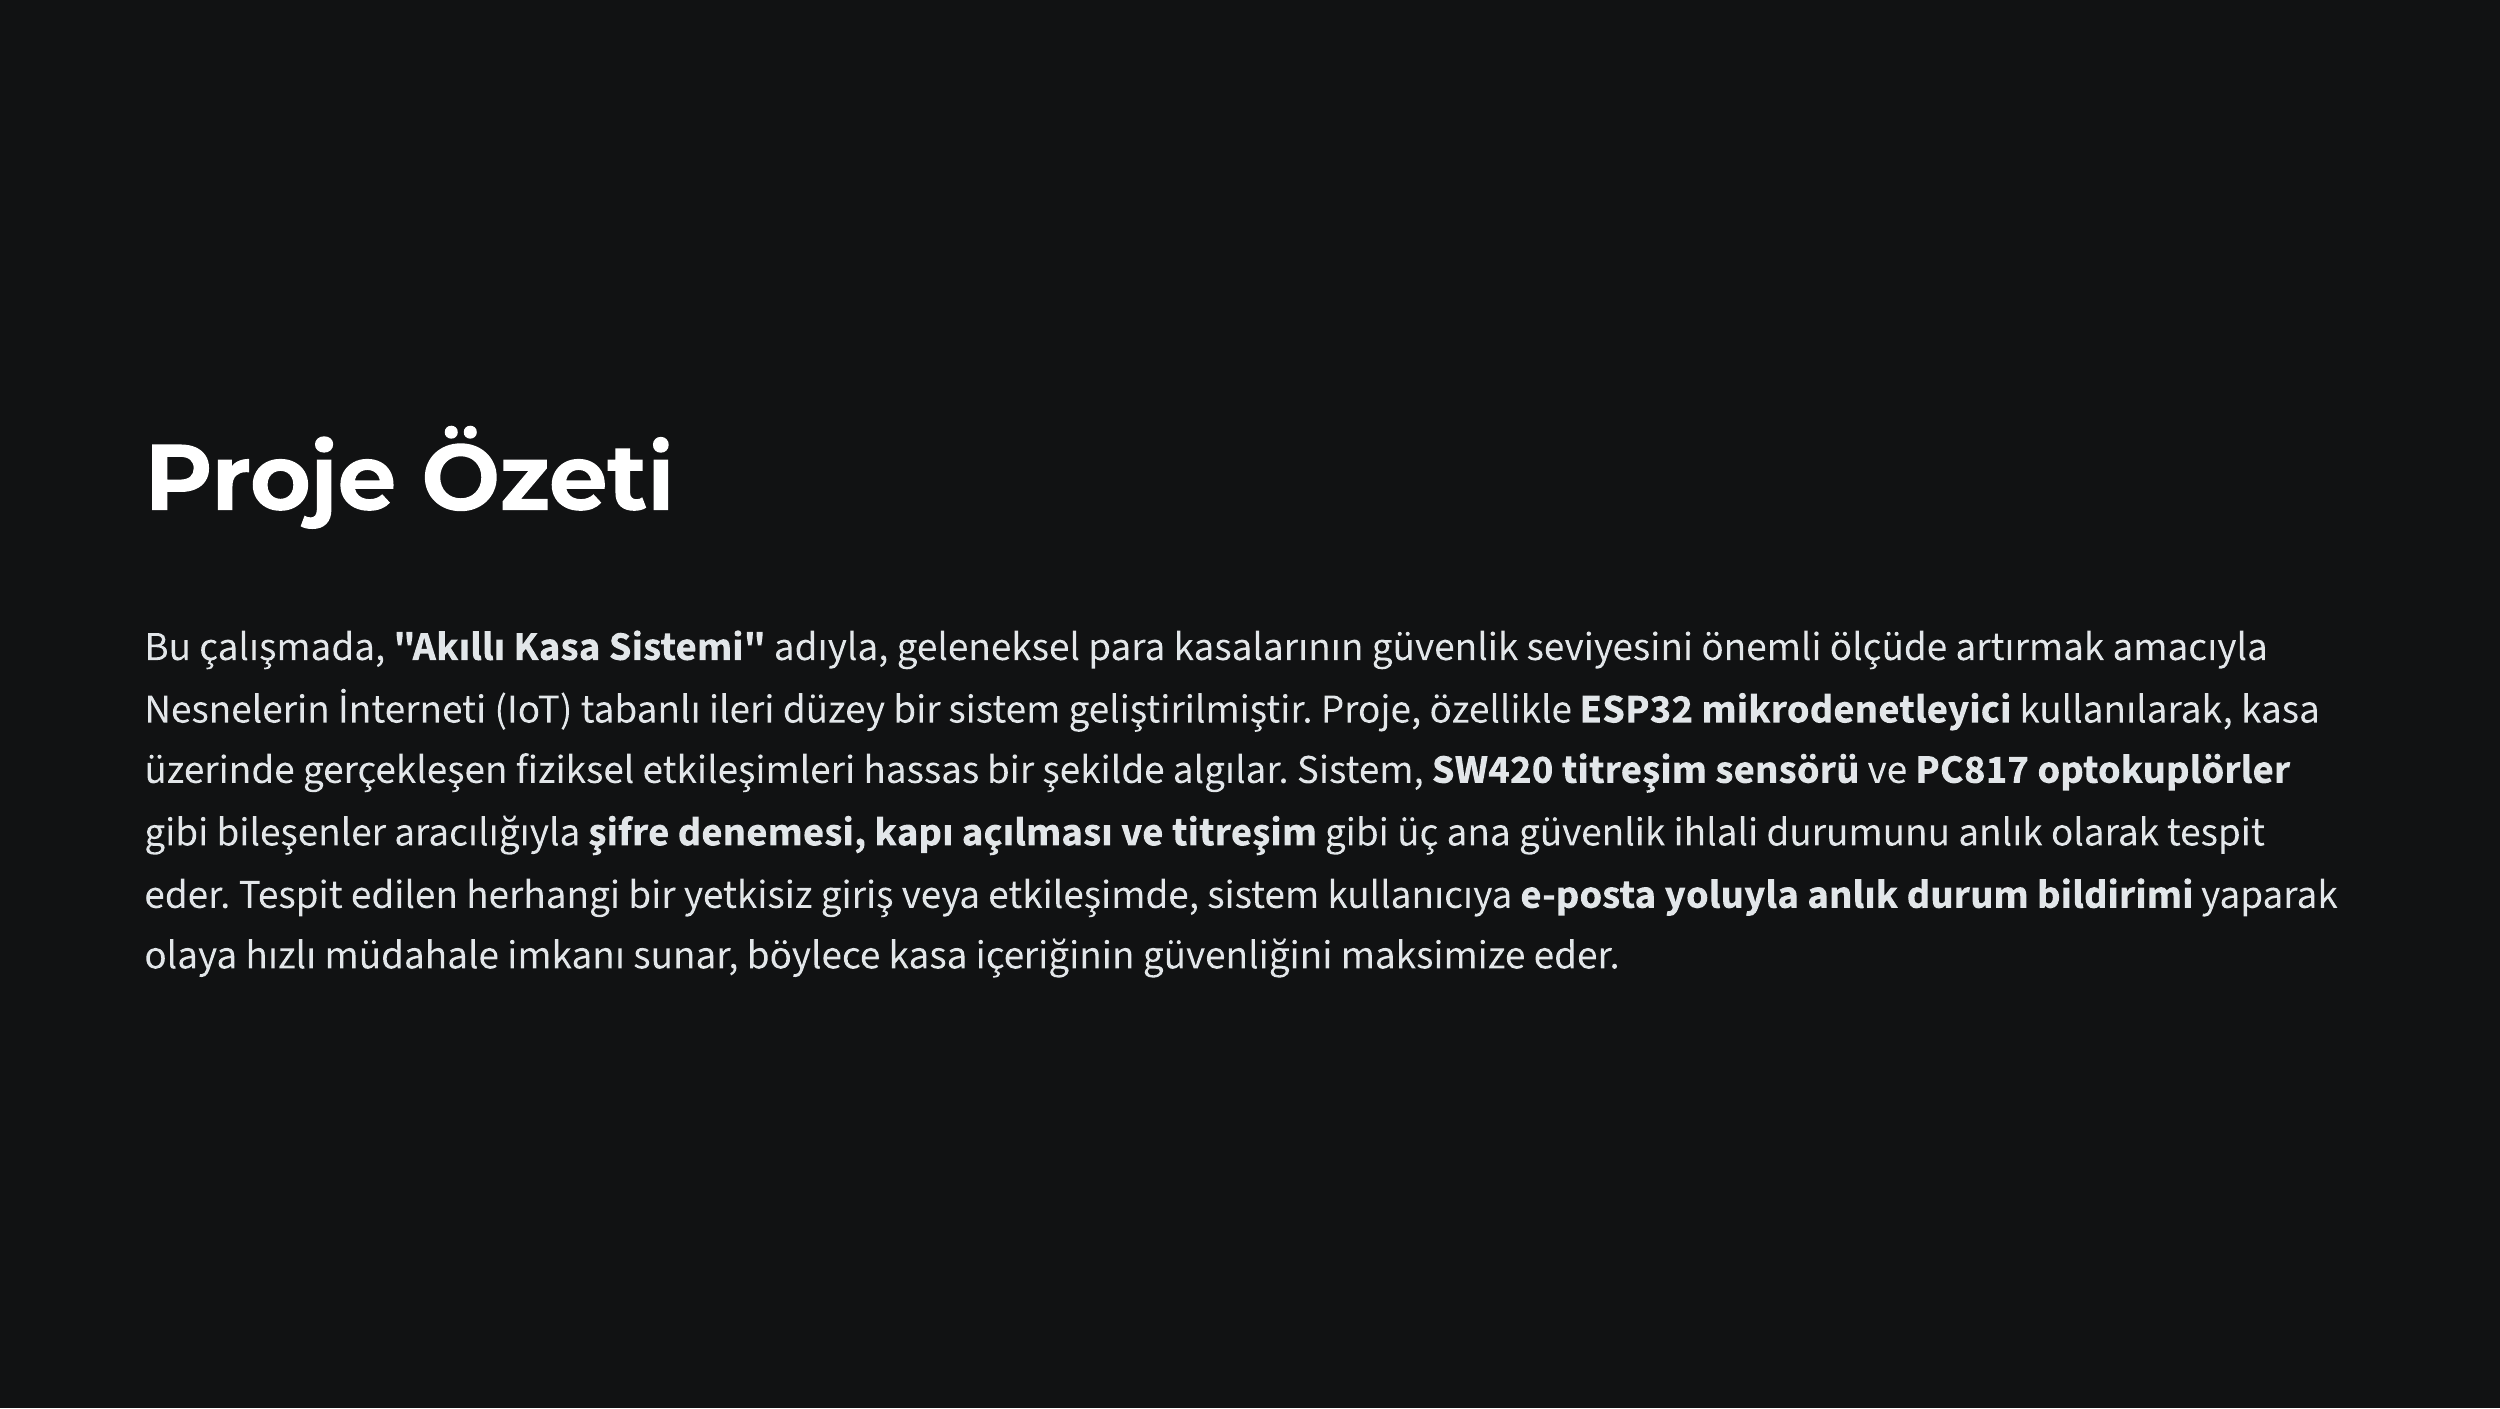 Proje Özeti
Bu çalışmada, "Akıllı Kasa Sistemi" adıyla, geleneksel para kasalarının güvenlik seviyesini önemli ölçüde artırmak amacıyla
Nesnelerin İnterneti (IoT) tabanlı ileri düzey bir sistem geliştirilmiştir. Proje, özellikle ESP32 mikrodenetleyici kullanılarak, kasa
üzerinde gerçekleşen fiziksel etkileşimleri hassas bir şekilde algılar. Sistem, SW420 titreşim sensörü ve PC817 optokuplörler
gibi bileşenler aracılığıyla şifre denemesi, kapı açılması ve titreşim gibi üç ana güvenlik ihlali durumunu anlık olarak tespit
eder. Tespit edilen herhangi bir yetkisiz giriş veya etkileşimde, sistem kullanıcıya e-posta yoluyla anlık durum bildirimi yaparak
olaya hızlı müdahale imkanı sunar, böylece kasa içeriğinin güvenliğini maksimize eder.